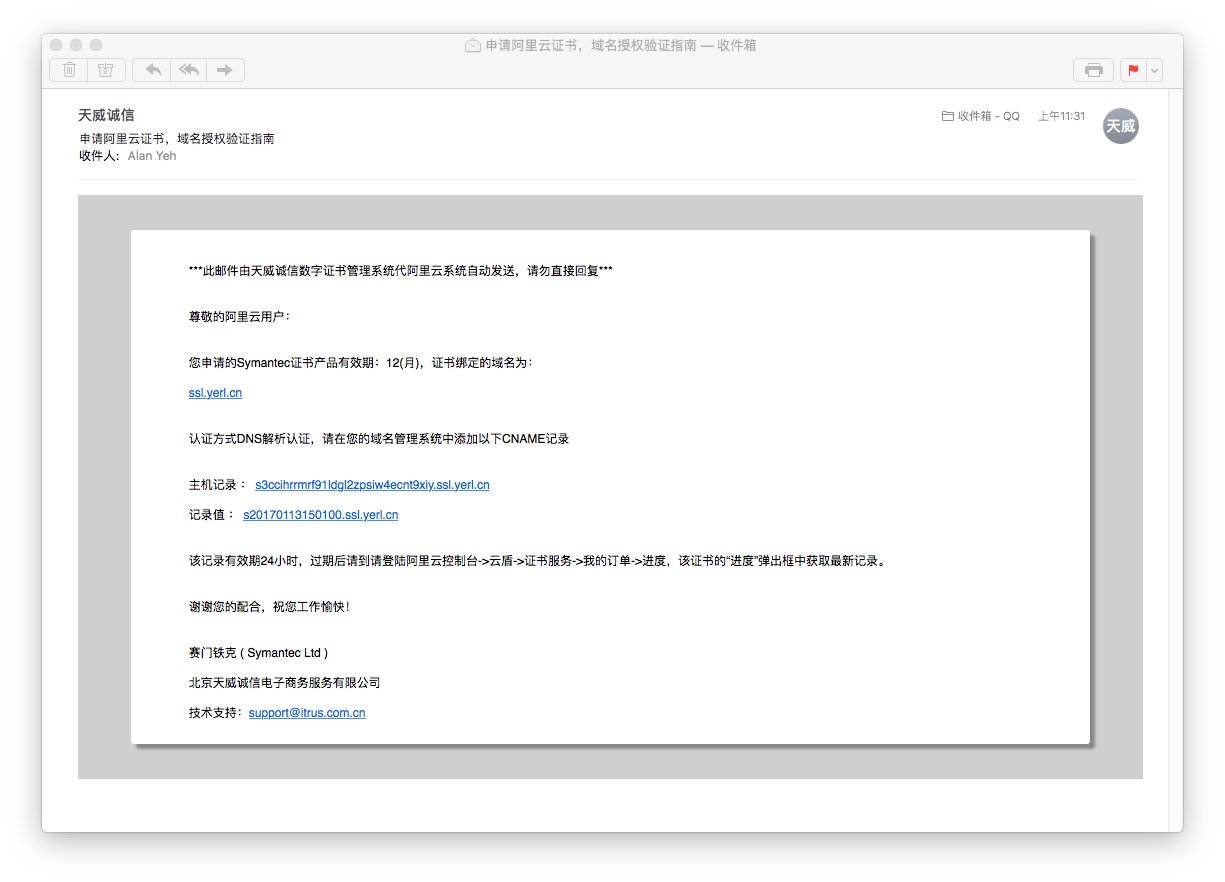 申请阿里云证书，域名授权验证指南 — 收件箱
天威诚信
收件箱 - QQ
上午11:31
天威
申请阿里云证书，域名授权验证指南
收件人： Alan Yeh
***此邮件由天威诚信数字证书管理系统代阿里云系统自动发送，请勿直接回复***
尊敬的阿里云用户：
您申请的Symantec证书产品有效期：12(月)，证书绑定的域名为：
ssl.yerl.cn
认证方式DNS解析认证，请在您的域名管理系统中添加以下CNAME记录
主机记录 ： s3ccihrrmrf91ldgl2zpsiw4ecnt9xiy.ssl.yerl.cn
记录值 ： s20170113150100.ssl.yerl.cn
该记录有效期24小时，过期后请到请登陆阿里云控制台->云盾->证书服务->我的订单->进度，该证书的“进度”弹出框中获取最新记录。
谢谢您的配合，祝您工作愉快！
赛门铁克 ( Symantec Ltd )
北京天威诚信电子商务服务有限公司
技术支持：support@itrus.com.cn